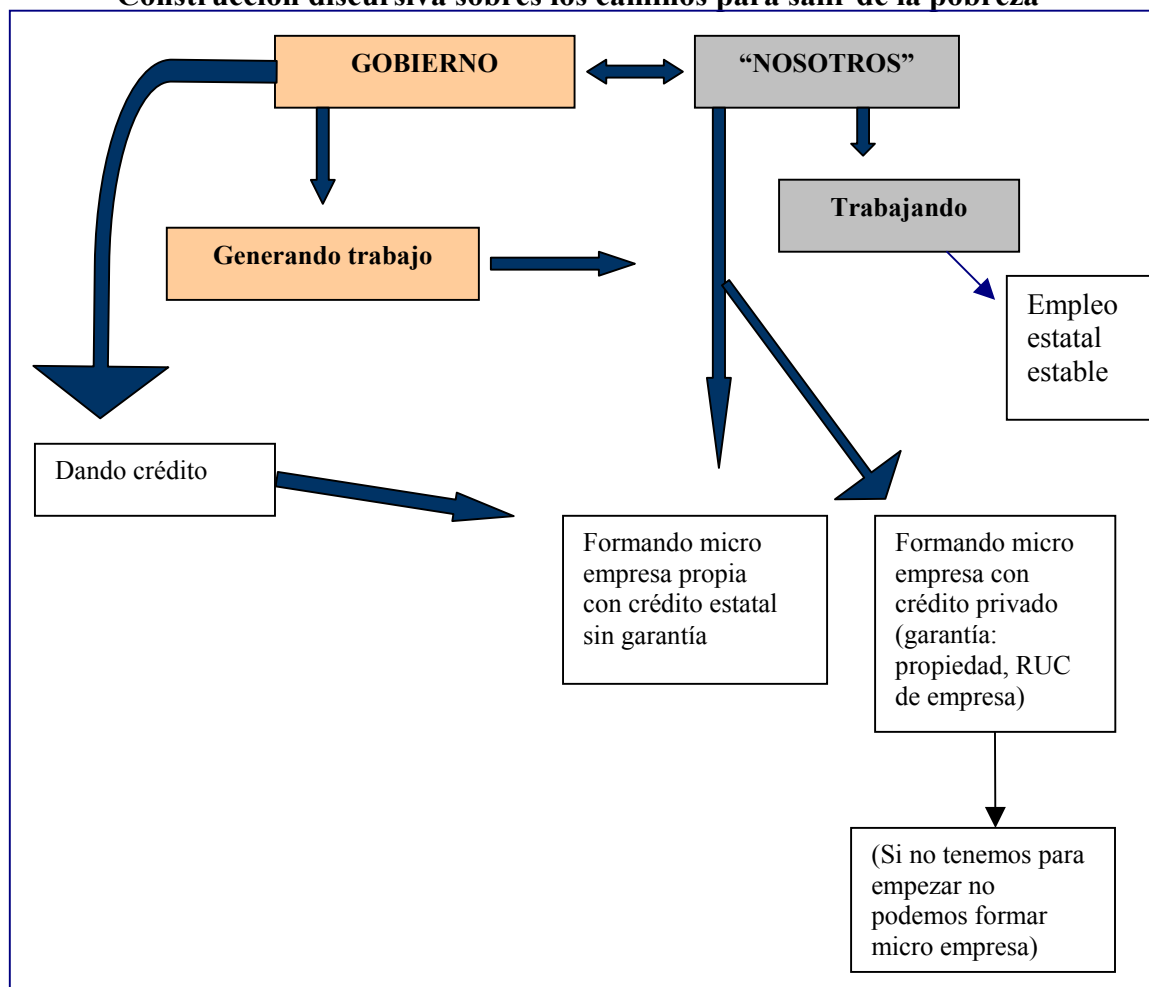 Construcción discursiva sobres los caminos para salir de la pobreza
GOBIERNO
“NOSOTROS”
Trabajando
Generando trabajo
Empleo
estatal
estable
Dando crédito
Formando micro
empresa propia
con crédito estatal
sin garantía
Formando micro
empresa con
crédito privado
(garantía:
propiedad, RUC
de empresa)
(Si no tenemos para
empezar no
podemos formar
micro empresa)